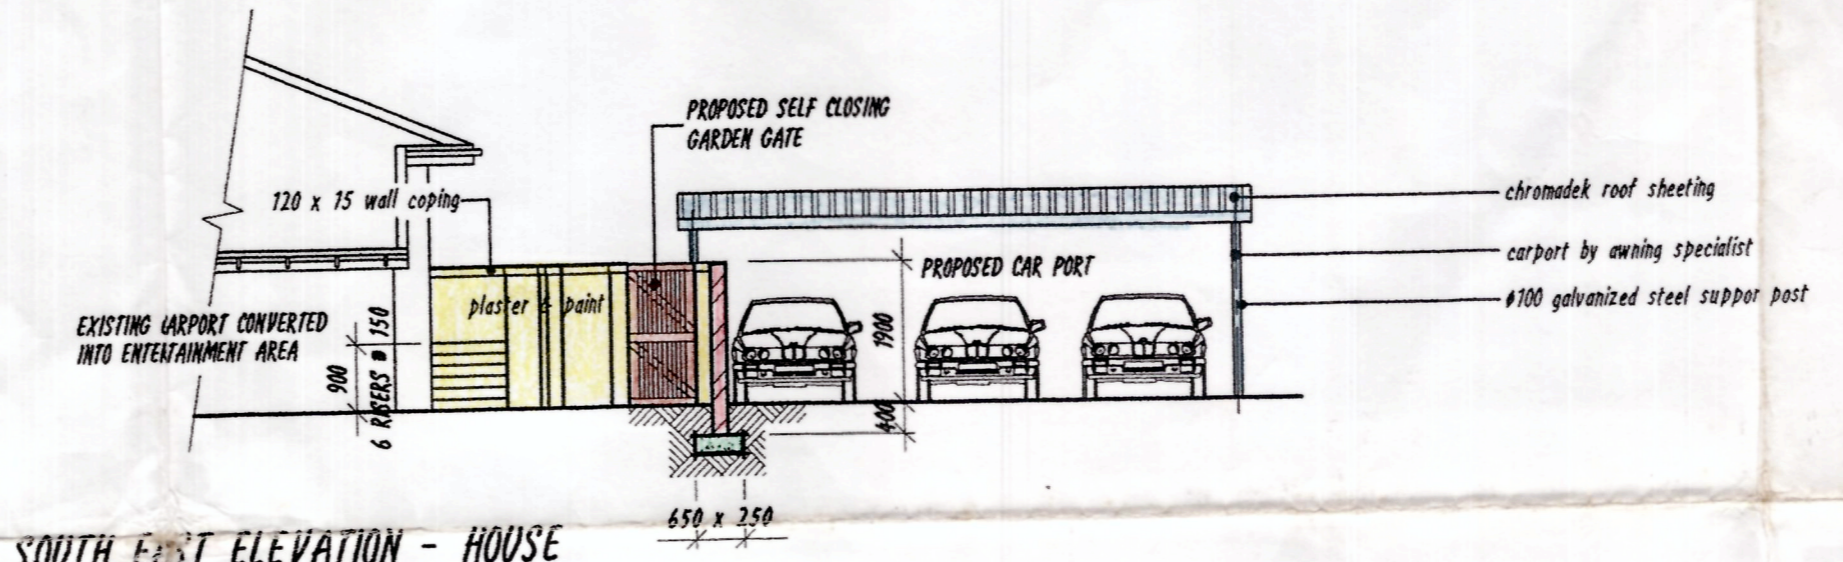 PROPOSED SELF CLOSING
GARDEN GATE
120 x 15 wall coping
chromadek roof sheeting
carport by awning specialist
ø100 galvanized steel suppor post
PROPOSED CAR PORT
plaster & paint
EXISTING CARPORT CONVERTED
INTO ENTERTAINMENT AREA
900
6 RISERS @ 150
1900
400
650 x 250
SOUTH EAST ELEVATION - HOUSE